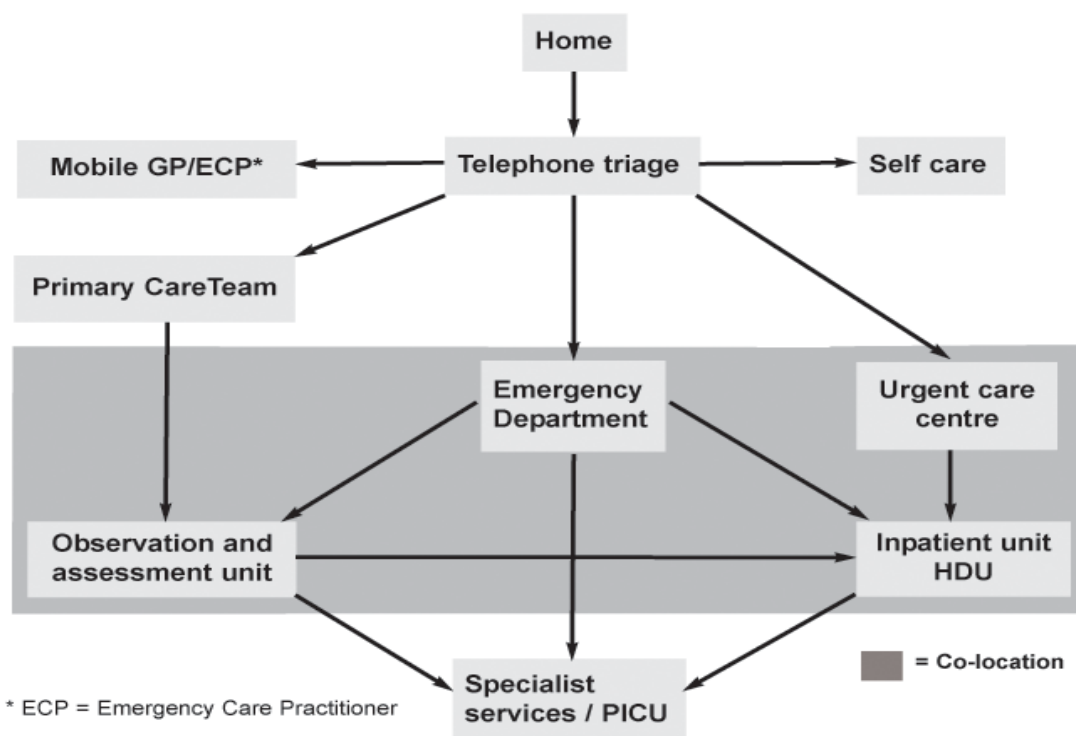 Home
Mobile GP/ECP*
Telephone triage
Self care
Primary CareTeam
Emergency
Department
Urgent care
centre
Observation and
assessment unit
Inpatient unit
HDU
Specialist
services / PICU
= Co-location
* ECP = Emergency Care Practitioner